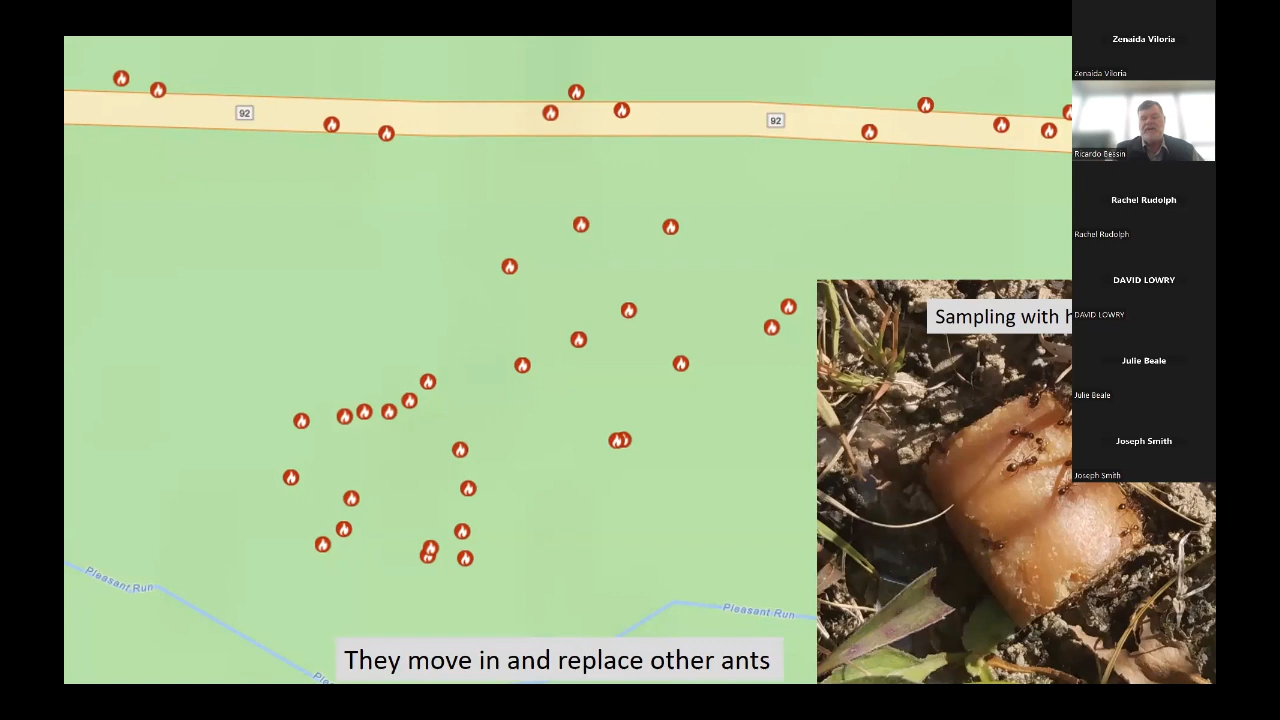 92
92
Pleasant Run
Pleasant Run
They move in and replace other ants
Sampling with
Zenaida Viloria
Zenaida Viloria
Ricardo Bessin
Rachel Rudolph
Rachel Rudolph
DAVID LOWRY
DAVID LOWRY
Julie Beale
Julie Beale
Joseph Smith
Joseph Smith